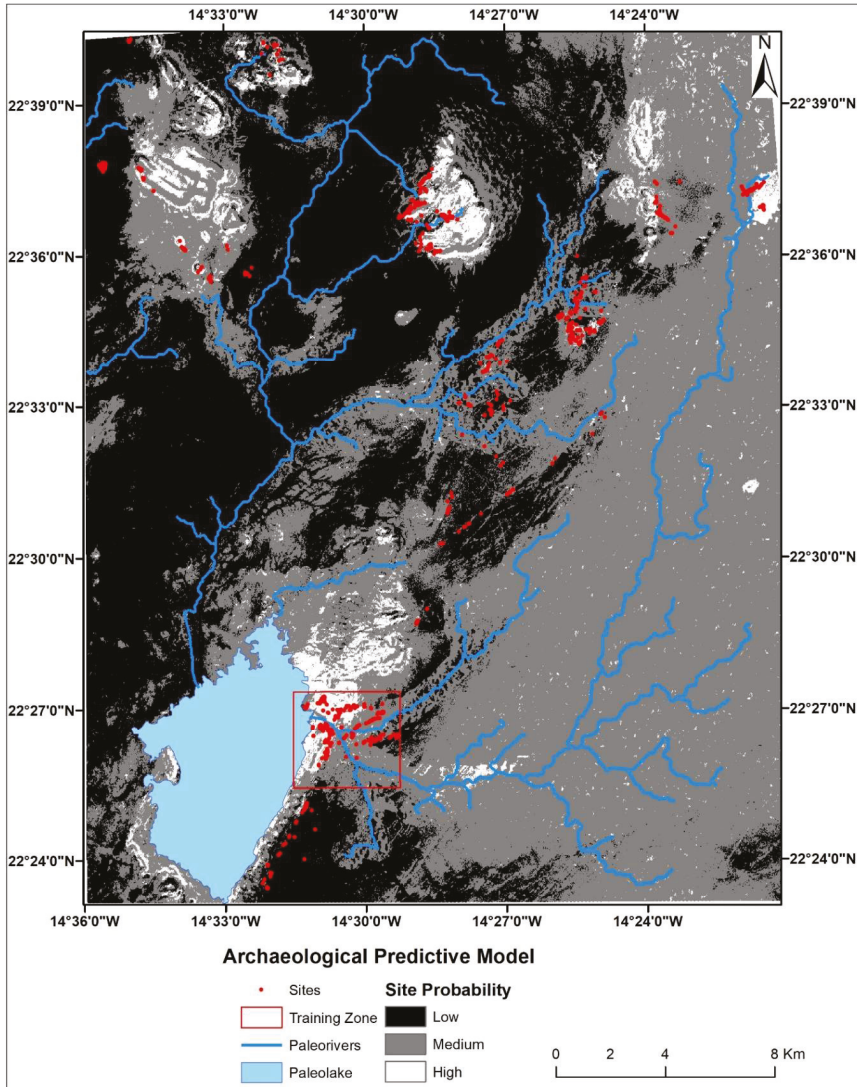 14°33'0"W 14°30'0"W 14°27'0"W 14°24'0"W
N
22°39'0"N 22°39'0"N
22°36'0"N 22°36'0"N
22°33'0"N 22°33'0"N
22°30'0"N 22°30'0"N
22°27'0"N 22°27'0"N
22°24'0"N 22°24'0"N
14°36'0"W 14°33'0"W 14°30'0"W 14°27'0"W 14°24'0"W
Archaeological Predictive Model
Sites Site Probability
Training Zone Low
Paleorivers Medium
Paleolake High
0 2 4 8 Km